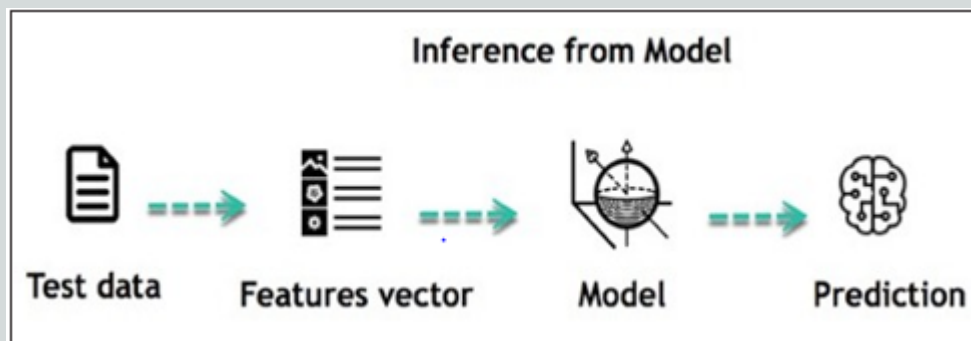 Inference from Model
Test data
Features vector
Model
Prediction